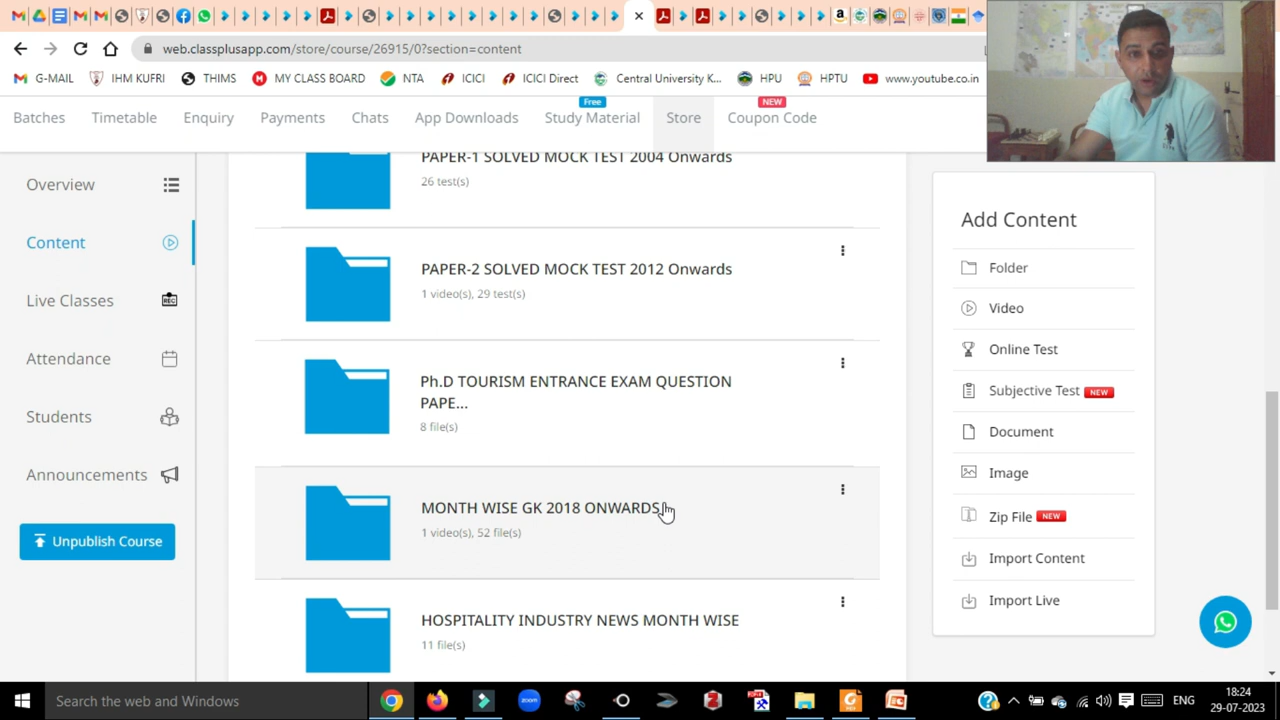 web.classplusapp.com/store/course/26915/0?section=content
G-MAIL IHM KUFRI THIMS MY CLASS BOARD NTA ICICI ICICI Direct Central University K... HPU HPTU www.youtube.co.in
Free NEW
Batches Timetable Enquiry Payments Chats App Downloads Study Material Store Coupon Code
Overview
Content
Live Classes
REC
Attendance
Students
Announcements
Unpublish Course
PAPER-1 SOLVED MOCK TEST 2004 Onwards
26 test(s)
PAPER-2 SOLVED MOCK TEST 2012 Onwards
1 video(s), 29 test(s)
Ph.D TOURISM ENTRANCE EXAM QUESTION
PAPE...
8 file(s)
MONTH WISE GK 2018 ONWARDS
1 video(s), 52 file(s)
HOSPITALITY INDUSTRY NEWS MONTH WISE
11 file(s)
Add Content
Folder
Video
Online Test
Subjective Test NEW
Document
Image
Zip File NEW
Import Content
Import Live
Search the web and Windows
zoom
ENG
18:24
29-07-2023